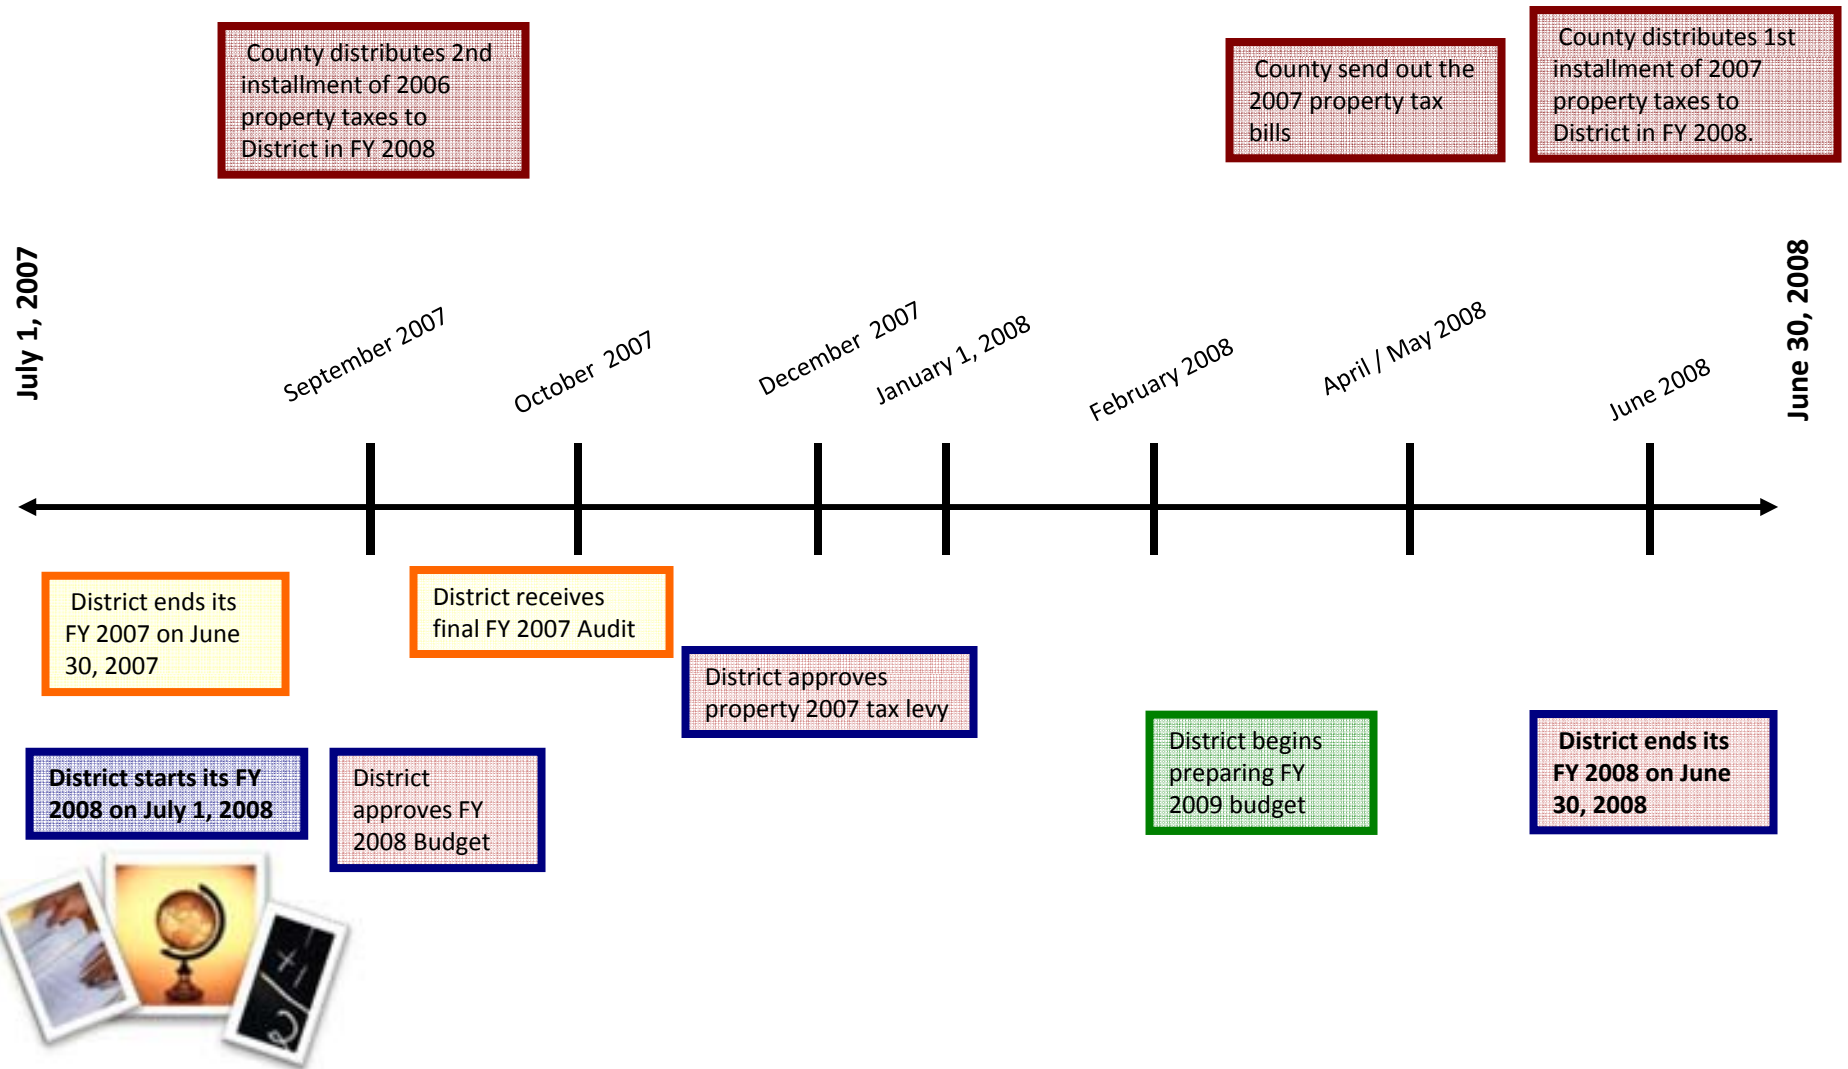 County distributes 2nd
installment of 2006
property taxes to
District in FY 2008
County send out the
2007 property tax
bills
County distributes 1st
installment of 2007
property taxes to
District in FY 2008.
July 1, 2007
September 2007
October 2007
December 2007
January 1, 2008
February 2008
April / May 2008
June 2008
June 30, 2008
District ends its
FY 2007 on June
30, 2007
District receives
final FY 2007 Audit
District approves
property 2007 tax levy
District starts its FY
2008 on July 1, 2008
District
approves FY
2008 Budget
District begins
preparing FY
2009 budget
District ends its
FY 2008 on June
30, 2008